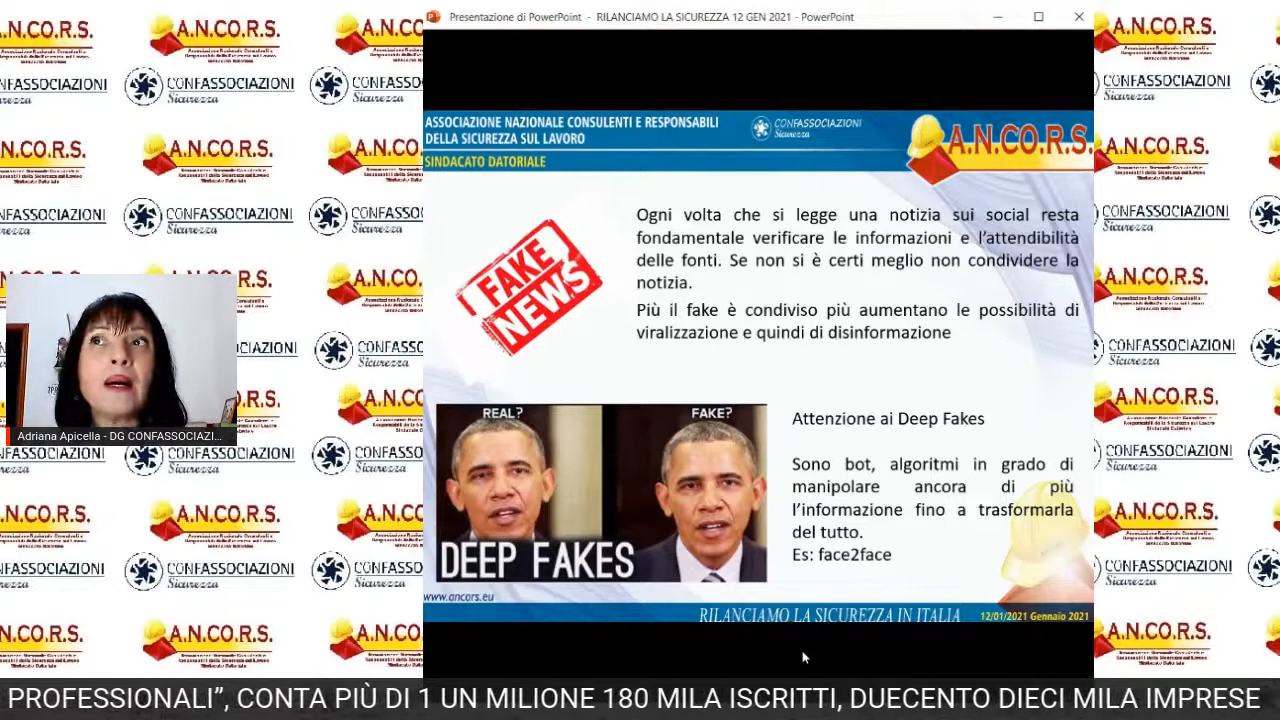 Presentazione di PowerPoint - RILANCIAMO LA SICUREZZA 12 GEN 2021 - PowerPoint
ASSOCIAZIONE NAZIONALE CONSULENTI E RESPONSABILI
DELLA SICUREZZA SUL LAVORO
SINDACATO DATORIALE
CONFASSOCIAZIONI
Sicurezza
A.N.CO.R.S.
FAKE
NEWS
Ogni volta che si legge una notizia sui social resta
fondamentale verificare le informazioni e l'attendibilità
delle fonti. Se non si è certi meglio non condividere la
notizia.
Più il fake è condiviso più aumentano le possibilità di
viralizzazione e quindi di disinformazione
REAL?
FAKE?
DEEP FAKES
Attenzione ai Deep Fakes
Sono bot, algoritmi in grado di
manipolare ancora di più
l'informazione fino a trasformarla
del tutto.
Es: face2face
www.ancors.eu
RILANCIAMO LA SICUREZZA IN ITALIA
12/01/2021 Gennaio 2021
Adriana Apicella - DG CONFASSOCIAZI...
A.N.CO.R.S.
CONFASSOCIAZIONI
Sicurezza
PROFESSIONALI”, CONTA PIÙ DI 1 UN MILIONE 180 MILA ISCRITTI, DUECENTO DIECI MILA IMPRESE